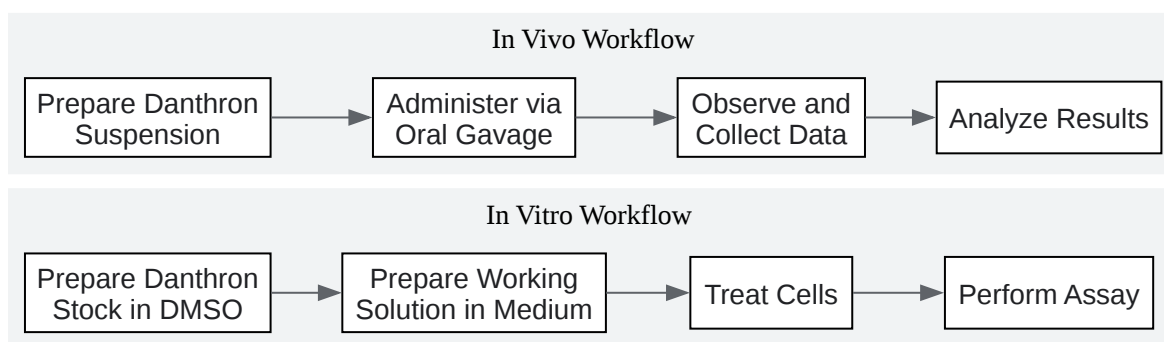 In Vivo Workflow
Prepare Danthron
Suspension
Administer via
Oral Gavage
Observe and
Collect Data
Analyze Results
In Vitro Workflow
Prepare Danthron
Stock in DMSO
Prepare Working
Solution in Medium
Treat Cells
Perform Assay